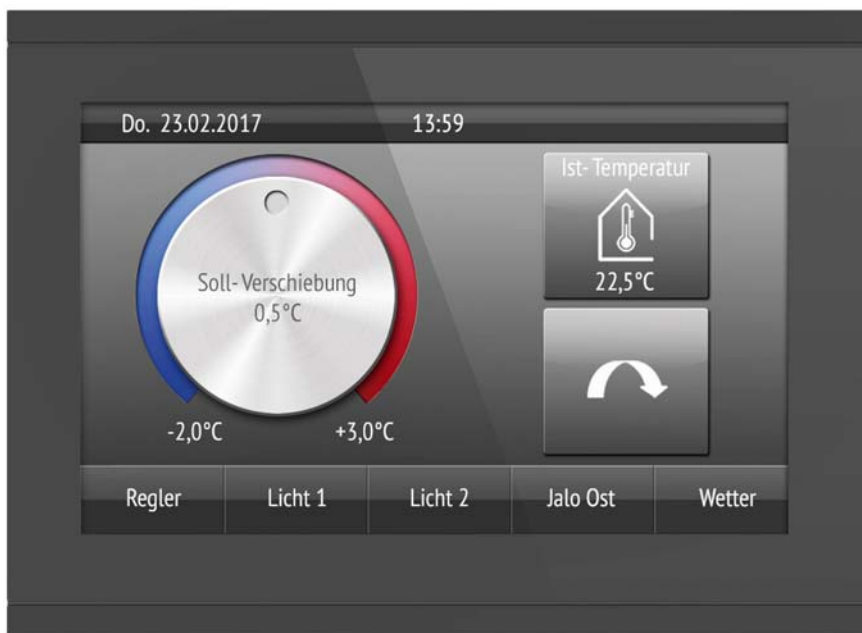 Do. 23.02.2017 13:59
Ist- Temperatur
22,5°C
Soll- Verschiebung
0,5°C
-2,0°C +3,0°C
Regler Licht 1 Licht 2 Jalo Ost Wetter